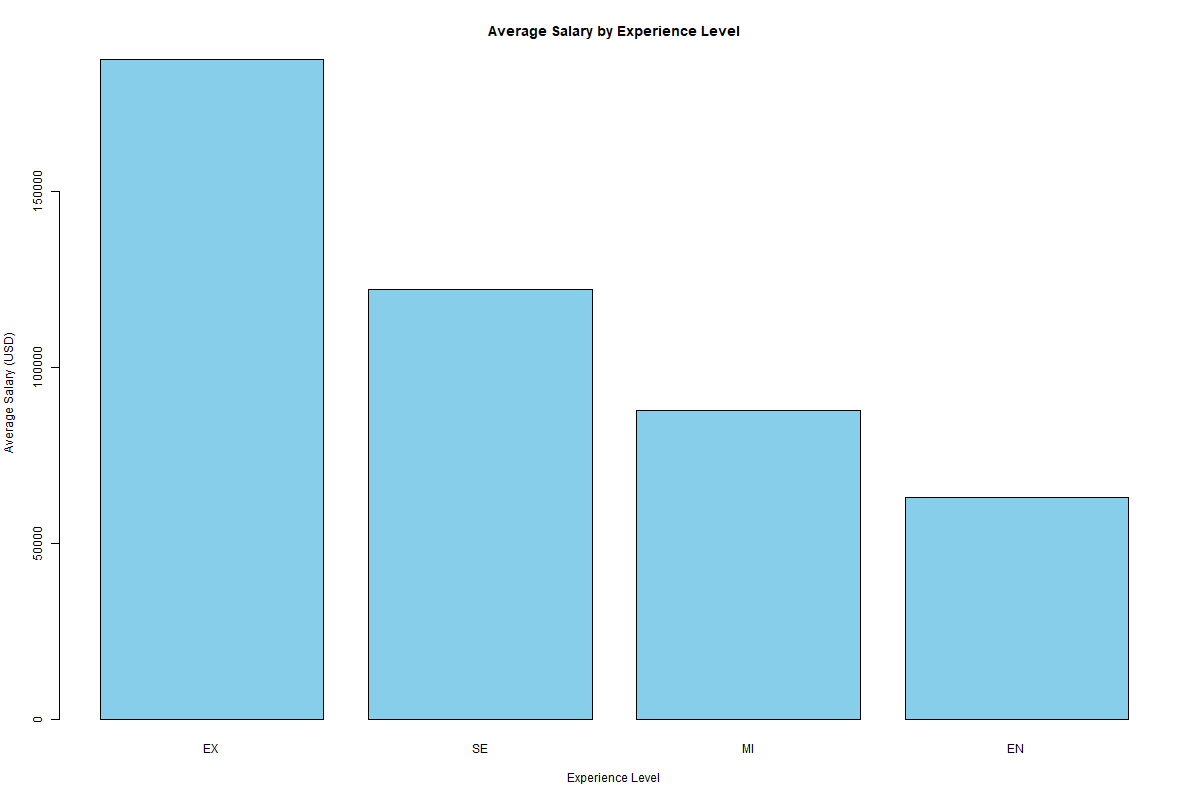 Average Salary by Experience Level
Average Salary (USD)
150000
100000
50000
0
EX
SE
MI
EN
Experience Level